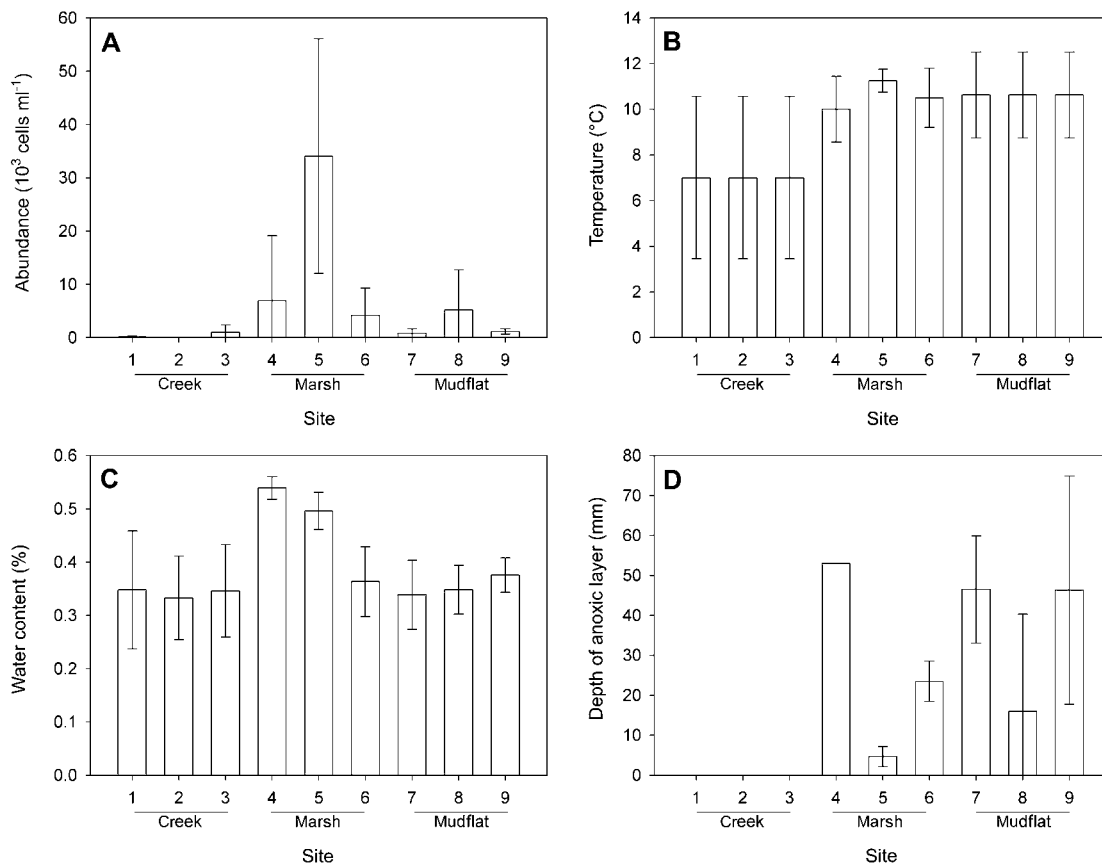 A
Abundance (10³ cells ml⁻¹)
60
50
40
30
20
10
0
1 2 3 4 5 6 7 8 9
Creek Marsh Mudflat
Site
B
Temperature (°C)
14
12
10
8
6
4
2
0
1 2 3 4 5 6 7 8 9
Creek Marsh Mudflat
Site
C
Water content (%)
0.6
0.5
0.4
0.3
0.2
0.1
0.0
1 2 3 4 5 6 7 8 9
Creek Marsh Mudflat
Site
D
Depth of anoxic layer (mm)
80
70
60
50
40
30
20
10
0
1 2 3 4 5 6 7 8 9
Creek Marsh Mudflat
Site